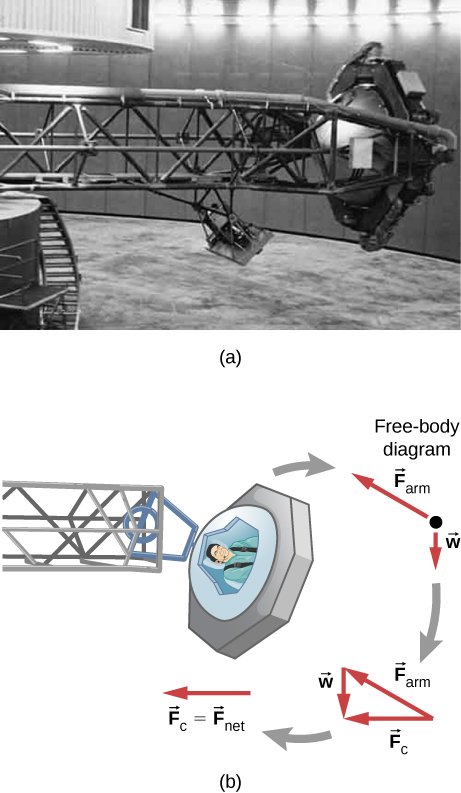 (a)
Free-body
diagram
F⃗arm
w⃗
w⃗
F⃗arm
F⃗c = F⃗net
F⃗c
(b)